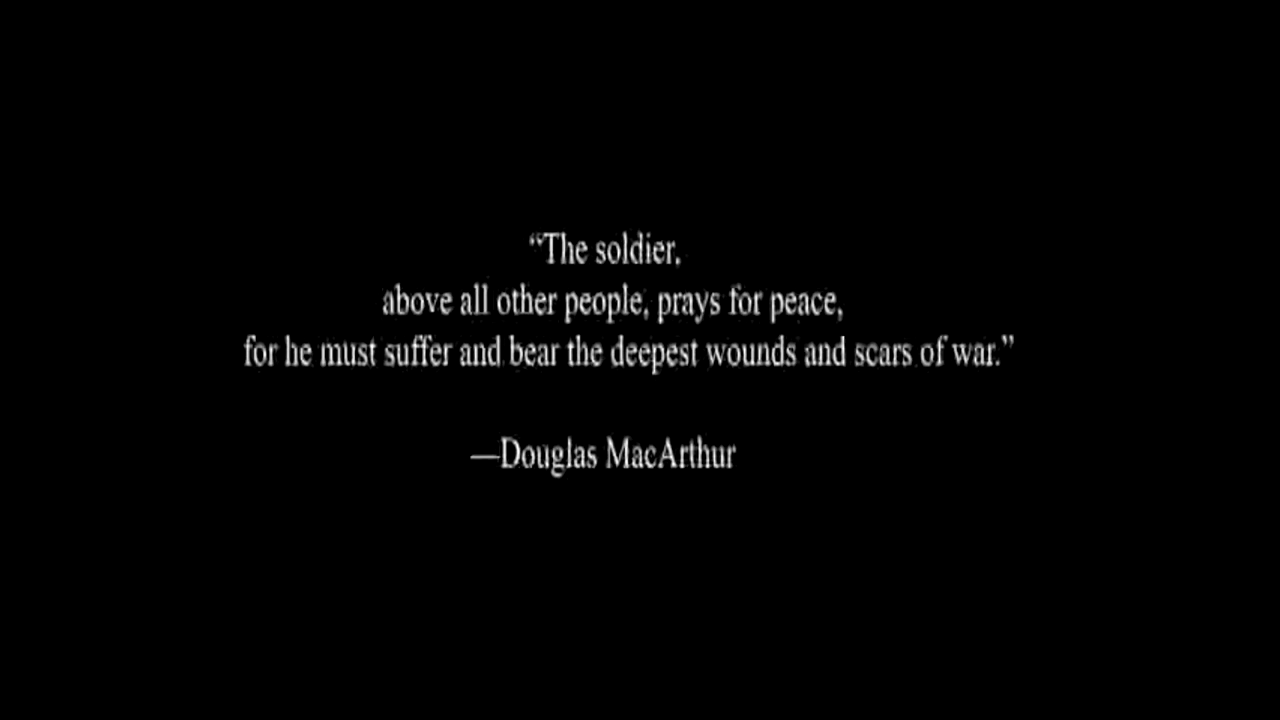 “The soldier,
above all other people, prays for peace,
for he must suffer and bear the deepest wounds and scars of war.”
—Douglas MacArthur